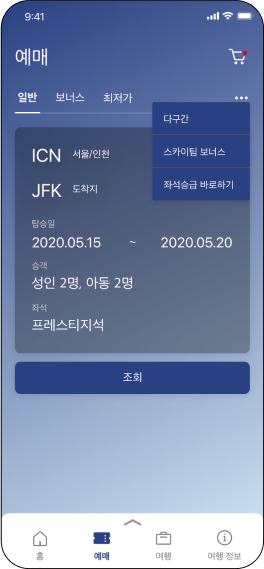 9:41
예매
일반 보너스 최저가
다구간
스카이팀 보너스
좌석승급 바로하기
ICN 서울/인천
JFK 도착지
탑승일
2020.05.15 ~ 2020.05.20
승객
성인 2명, 아동 2명
좌석
프레스티지석
조회
홈 예매 여행 여행 정보